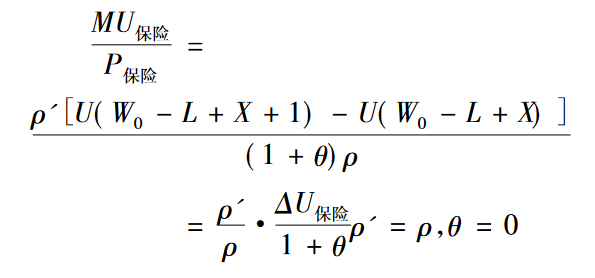 MU保险 / P保险 =
ρ′[U(W₀ − L + X + 1) − U(W₀ − L + X)] / (1 + θ)ρ
= ρ′/ρ · ΔU保险/(1 + θ) ρ′ = ρ,θ = 0